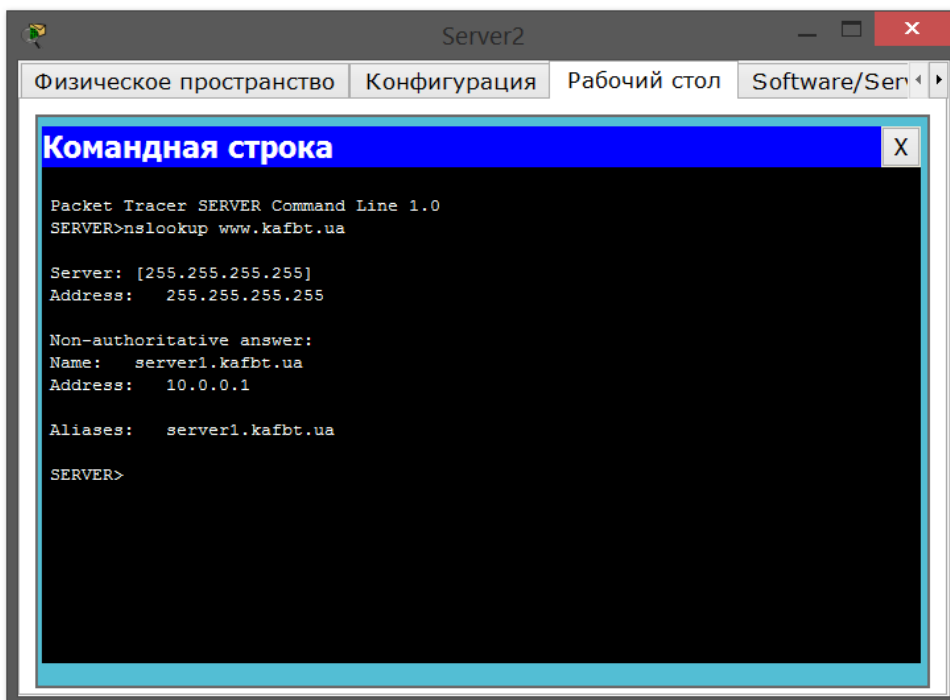 Server2
Физическое пространство Конфигурация Рабочий стол Software/Ser
Командная строка X
Packet Tracer SERVER Command Line 1.0
SERVER>nslookup www.kafbt.ua
Server: [255.255.255.255]
Address: 255.255.255.255
Non-authoritative answer:
Name: server1.kafbt.ua
Address: 10.0.0.1
Aliases: server1.kafbt.ua
SERVER>